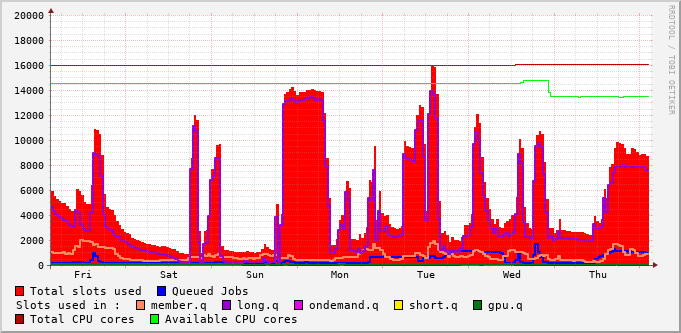 20000
18000
16000
14000
12000
10000
8000
6000
4000
2000
0
Fri Sat Sun Mon Tue Wed Thu
RRDTOOL / TOBI OETIKER
Total slots used Queued Jobs
Slots used in : member.q long.q ondemand.q short.q gpu.q
Total CPU cores Available CPU cores